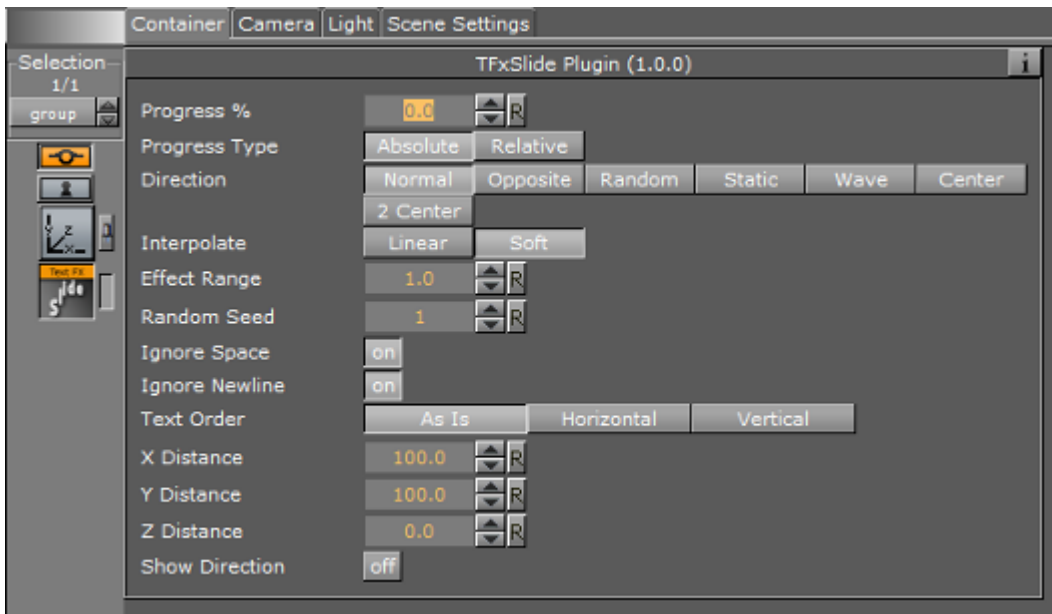 Container Camera Light Scene Settings
Selection
1/1
group
TFxSlide Plugin (1.0.0) i
Progress % 0.0 R
Progress Type Absolute Relative
Direction Normal Opposite Random Static Wave Center
2 Center
Interpolate Linear Soft
Effect Range 1.0 R
Random Seed 1 R
Ignore Space on
Ignore Newline on
Text Order As Is Horizontal Vertical
X Distance 100.0 R
Y Distance 100.0 R
Z Distance 0.0 R
Show Direction off
Z
X
Text FX
Slide